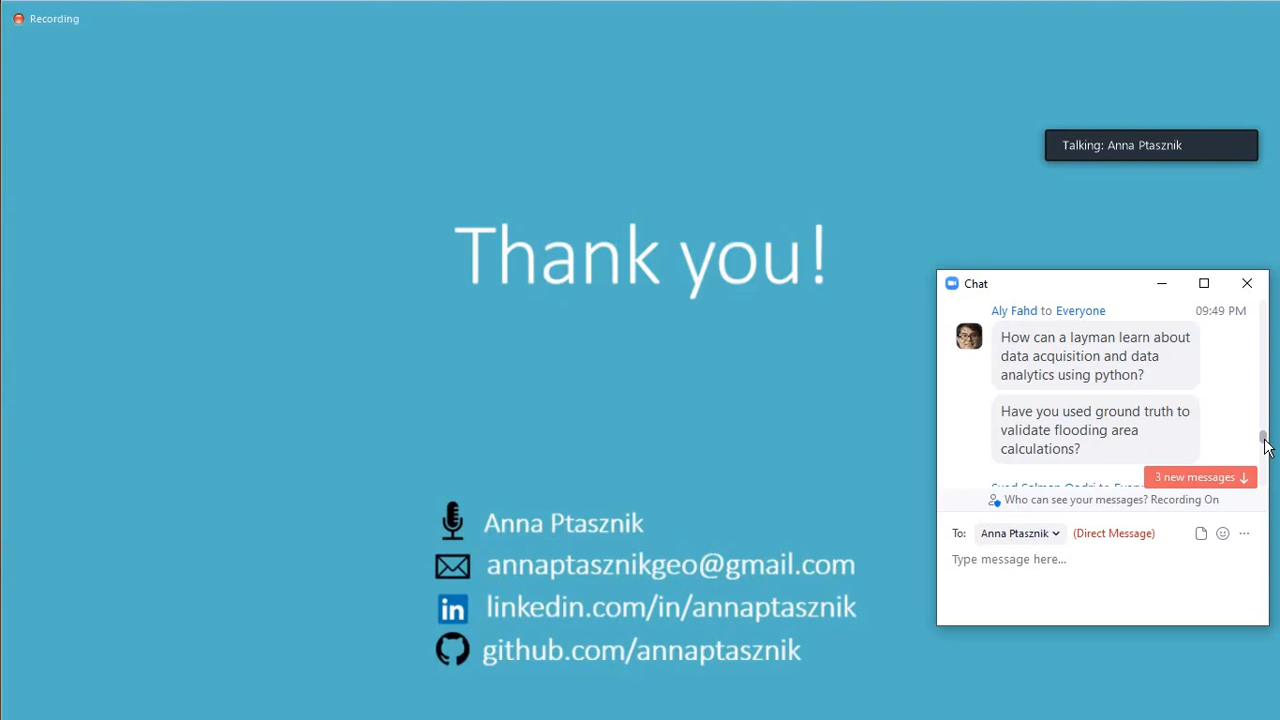 Recording
Talking: Anna Ptasznik
Thank you!
Anna Ptasznik
annaptasznikgeo@gmail.com
in
linkedin.com/in/annaptasznik
github.com/annaptasznik
Chat
Aly Fahd to Everyone
09:49 PM
How can a layman learn about
data acquisition and data
analytics using python?
Have you used ground truth to
validate flooding area
calculations?
3 new messages
Who can see your messages? Recording On
To: Anna Ptasznik (Direct Message)
Type message here...